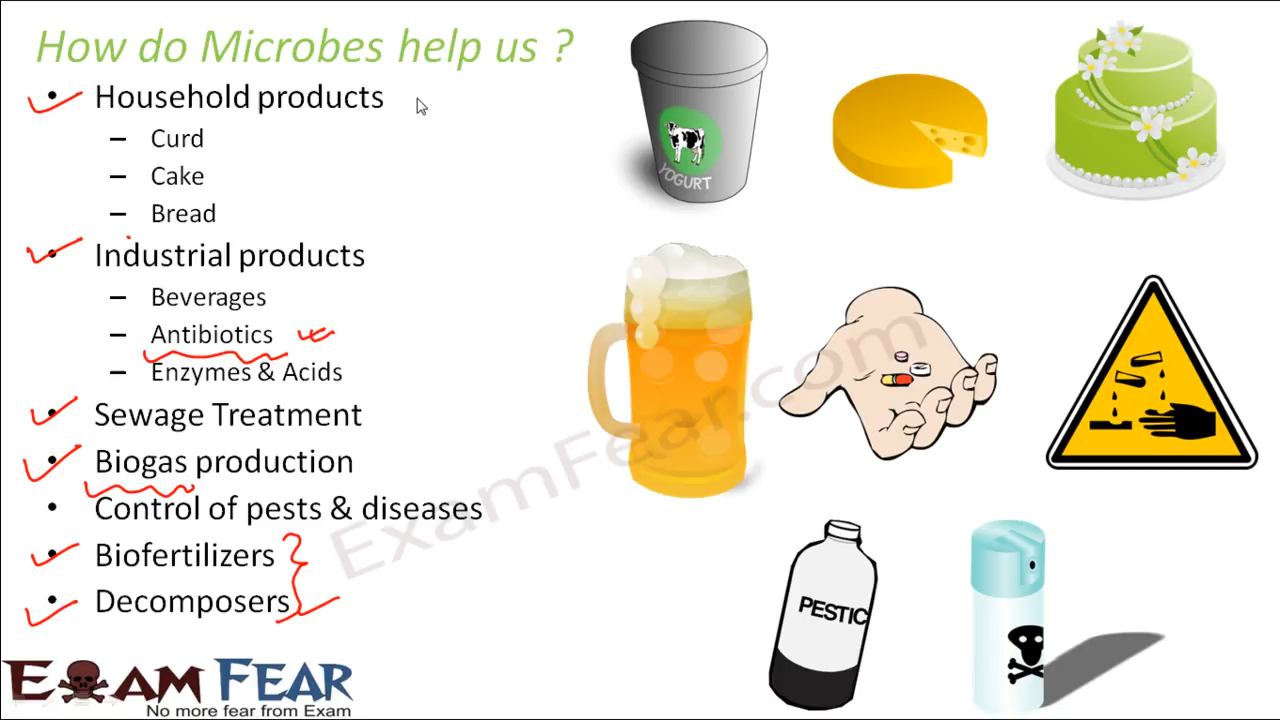 How do Microbes help us ?
• Household products
– Curd
– Cake
– Bread
• Industrial products
– Beverages
– Antibiotics
– Enzymes & Acids
• Sewage Treatment
• Biogas production
• Control of pests & diseases
• Biofertilizers
• Decomposers
YOGURT
ExamFear.com
PESTIC
EXAM FEAR
No more fear from Exam